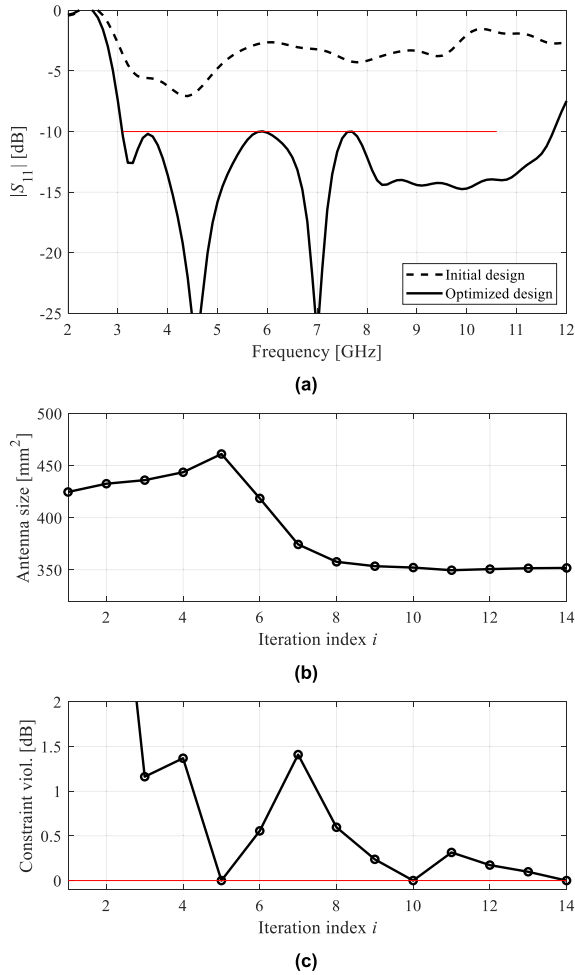 0
-5
-10
-15
-20
-25
|S11| [dB]
Initial design
Optimized design
2 3 4 5 6 7 8 9 10 11 12
Frequency [GHz]
(a)
500
450
400
350
Antenna size [mm2]
2 4 6 8 10 12 14
Iteration index i
(b)
2
1.5
1
0.5
0
Constraint viol. [dB]
2 4 6 8 10 12 14
Iteration index i
(c)